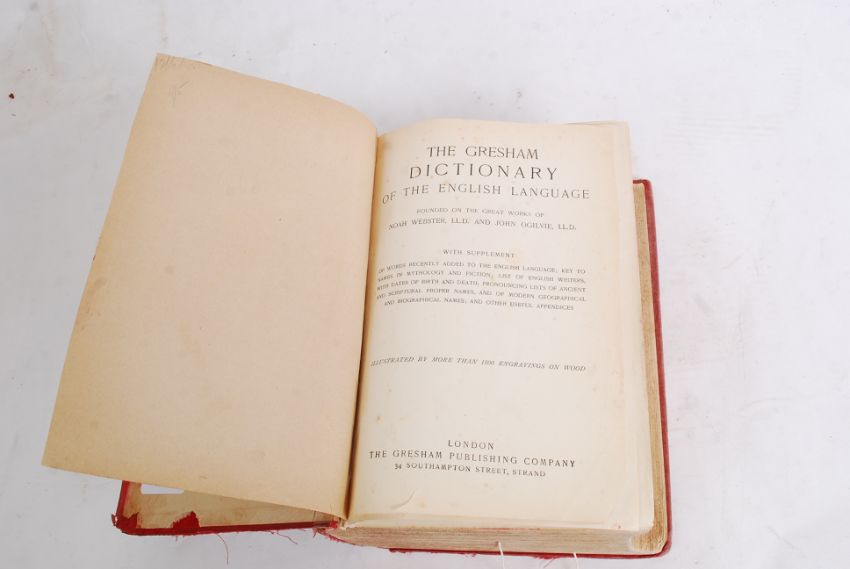 THE GRESHAM
DICTIONARY
OF THE ENGLISH LANGUAGE
FOUNDED ON THE GREAT WORKS OF
NOAH WEBSTER, LL.D. AND JOHN OGILVIE, LL.D.
WITH SUPPLEMENT
OF WORDS RECENTLY ADDED TO THE ENGLISH LANGUAGE; KEY TO
NAMES IN MYTHOLOGY AND FICTION; LIST OF ENGLISH WRITERS,
WITH DATES OF BIRTH AND DEATH; PRONOUNCING LISTS OF ANCIENT
AND SCRIPTURAL PROPER NAMES, AND OF MODERN GEOGRAPHICAL
AND BIOGRAPHICAL NAMES; AND OTHER USEFUL APPENDICES
ILLUSTRATED BY MORE THAN ENGRAVINGS ON WOOD
LONDON
THE GRESHAM PUBLISHING COMPANY
34 SOUTHAMPTON STREET, STRAND